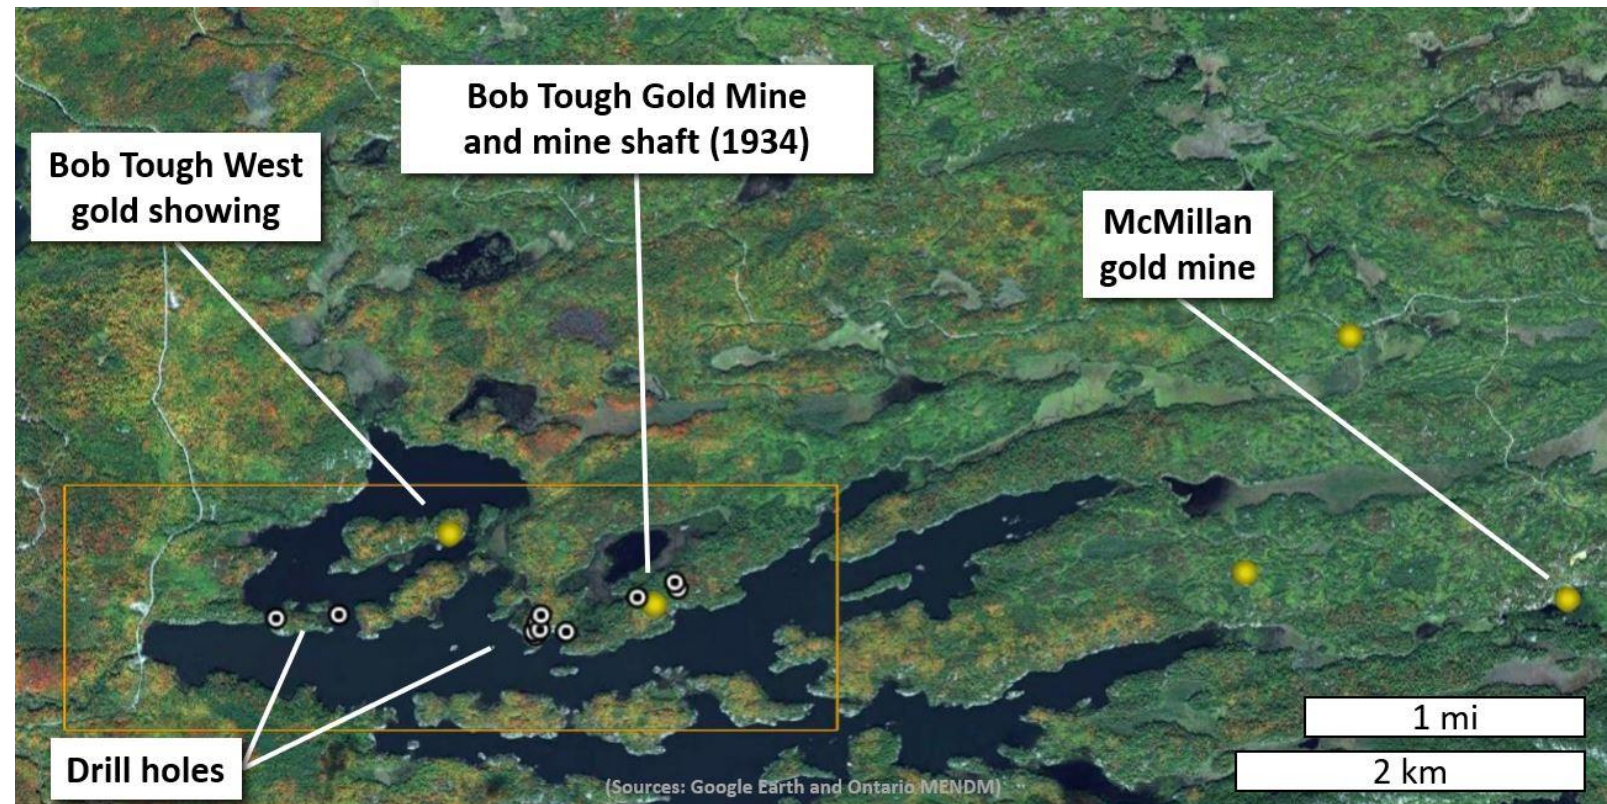 Bob Tough Gold Mine
and mine shaft (1934)
Bob Tough West
gold showing
McMillan
gold mine
1 mi
2 km
Drill holes
(Sources: Google Earth and Ontario MENDM)